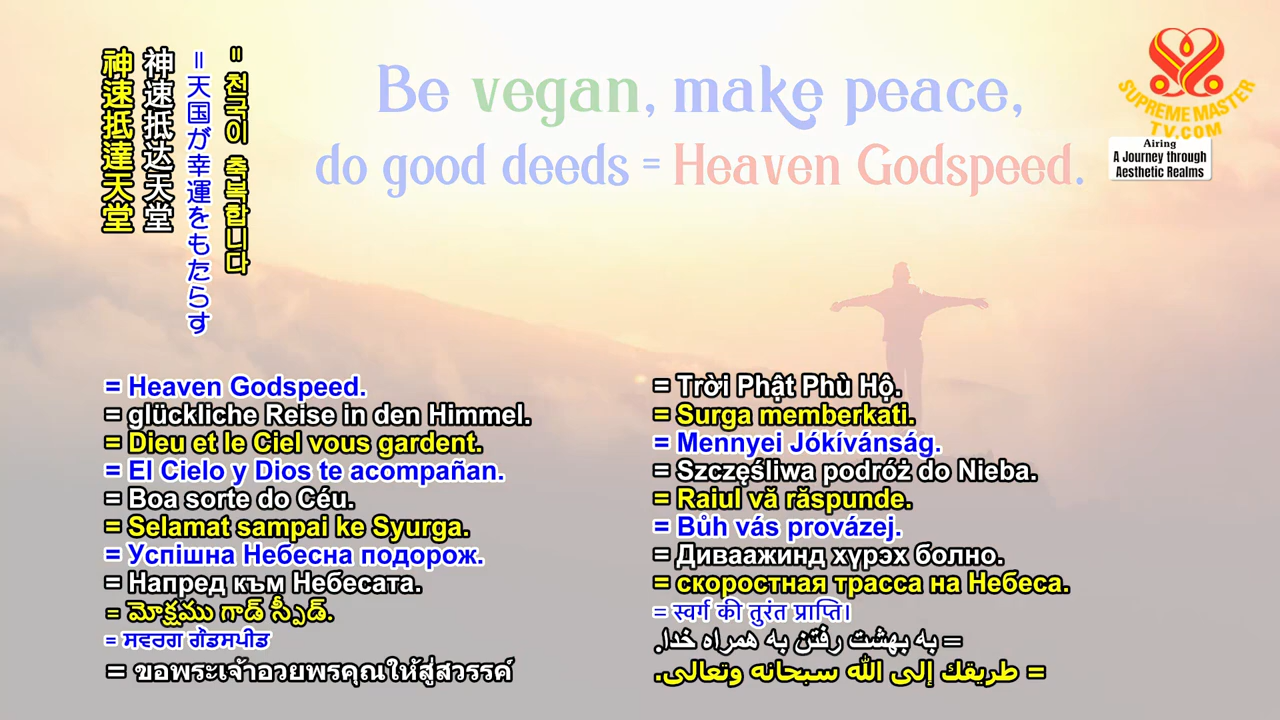 Be vegan, make peace,
do good deeds = Heaven Godspeed.
SUPREME MASTER
TV.COM
Airing
A Journey through
Aesthetic Realms
神速抵達天堂
神速抵达天堂
=天国が幸運をもたらす
= 천국이 축복합니다
= Heaven Godspeed.
= glückliche Reise in den Himmel.
= Dieu et le Ciel vous gardent.
= El Cielo y Dios te acompañan.
= Boa sorte do Céu.
= Selamat sampai ke Syurga.
= Успішна Небесна подорож.
= Напред към Небесата.
= మోక్షము గాడ్ స్పీడ్.
= ਸਵਰਗ ਗੌਡਸਪੀਡ
= ขอพระเจ้าอวยพรคุณให้สู่สวรรค์
= Trời Phật Phù Hộ.
= Surga memberkati.
= Mennyei Jókívánság.
= Szczęśliwa podróż do Nieba.
= Raiul vă răspunde.
= Bůh vás provázej.
= Диваажинд хүрэх болно.
= скоростная трасса на Небеса.
= स्वर्ग की तुरंत प्राप्ति।
= به بهشت رفتن به همراه خدا.
= طريقك إلى الله سبحانه وتعالى.